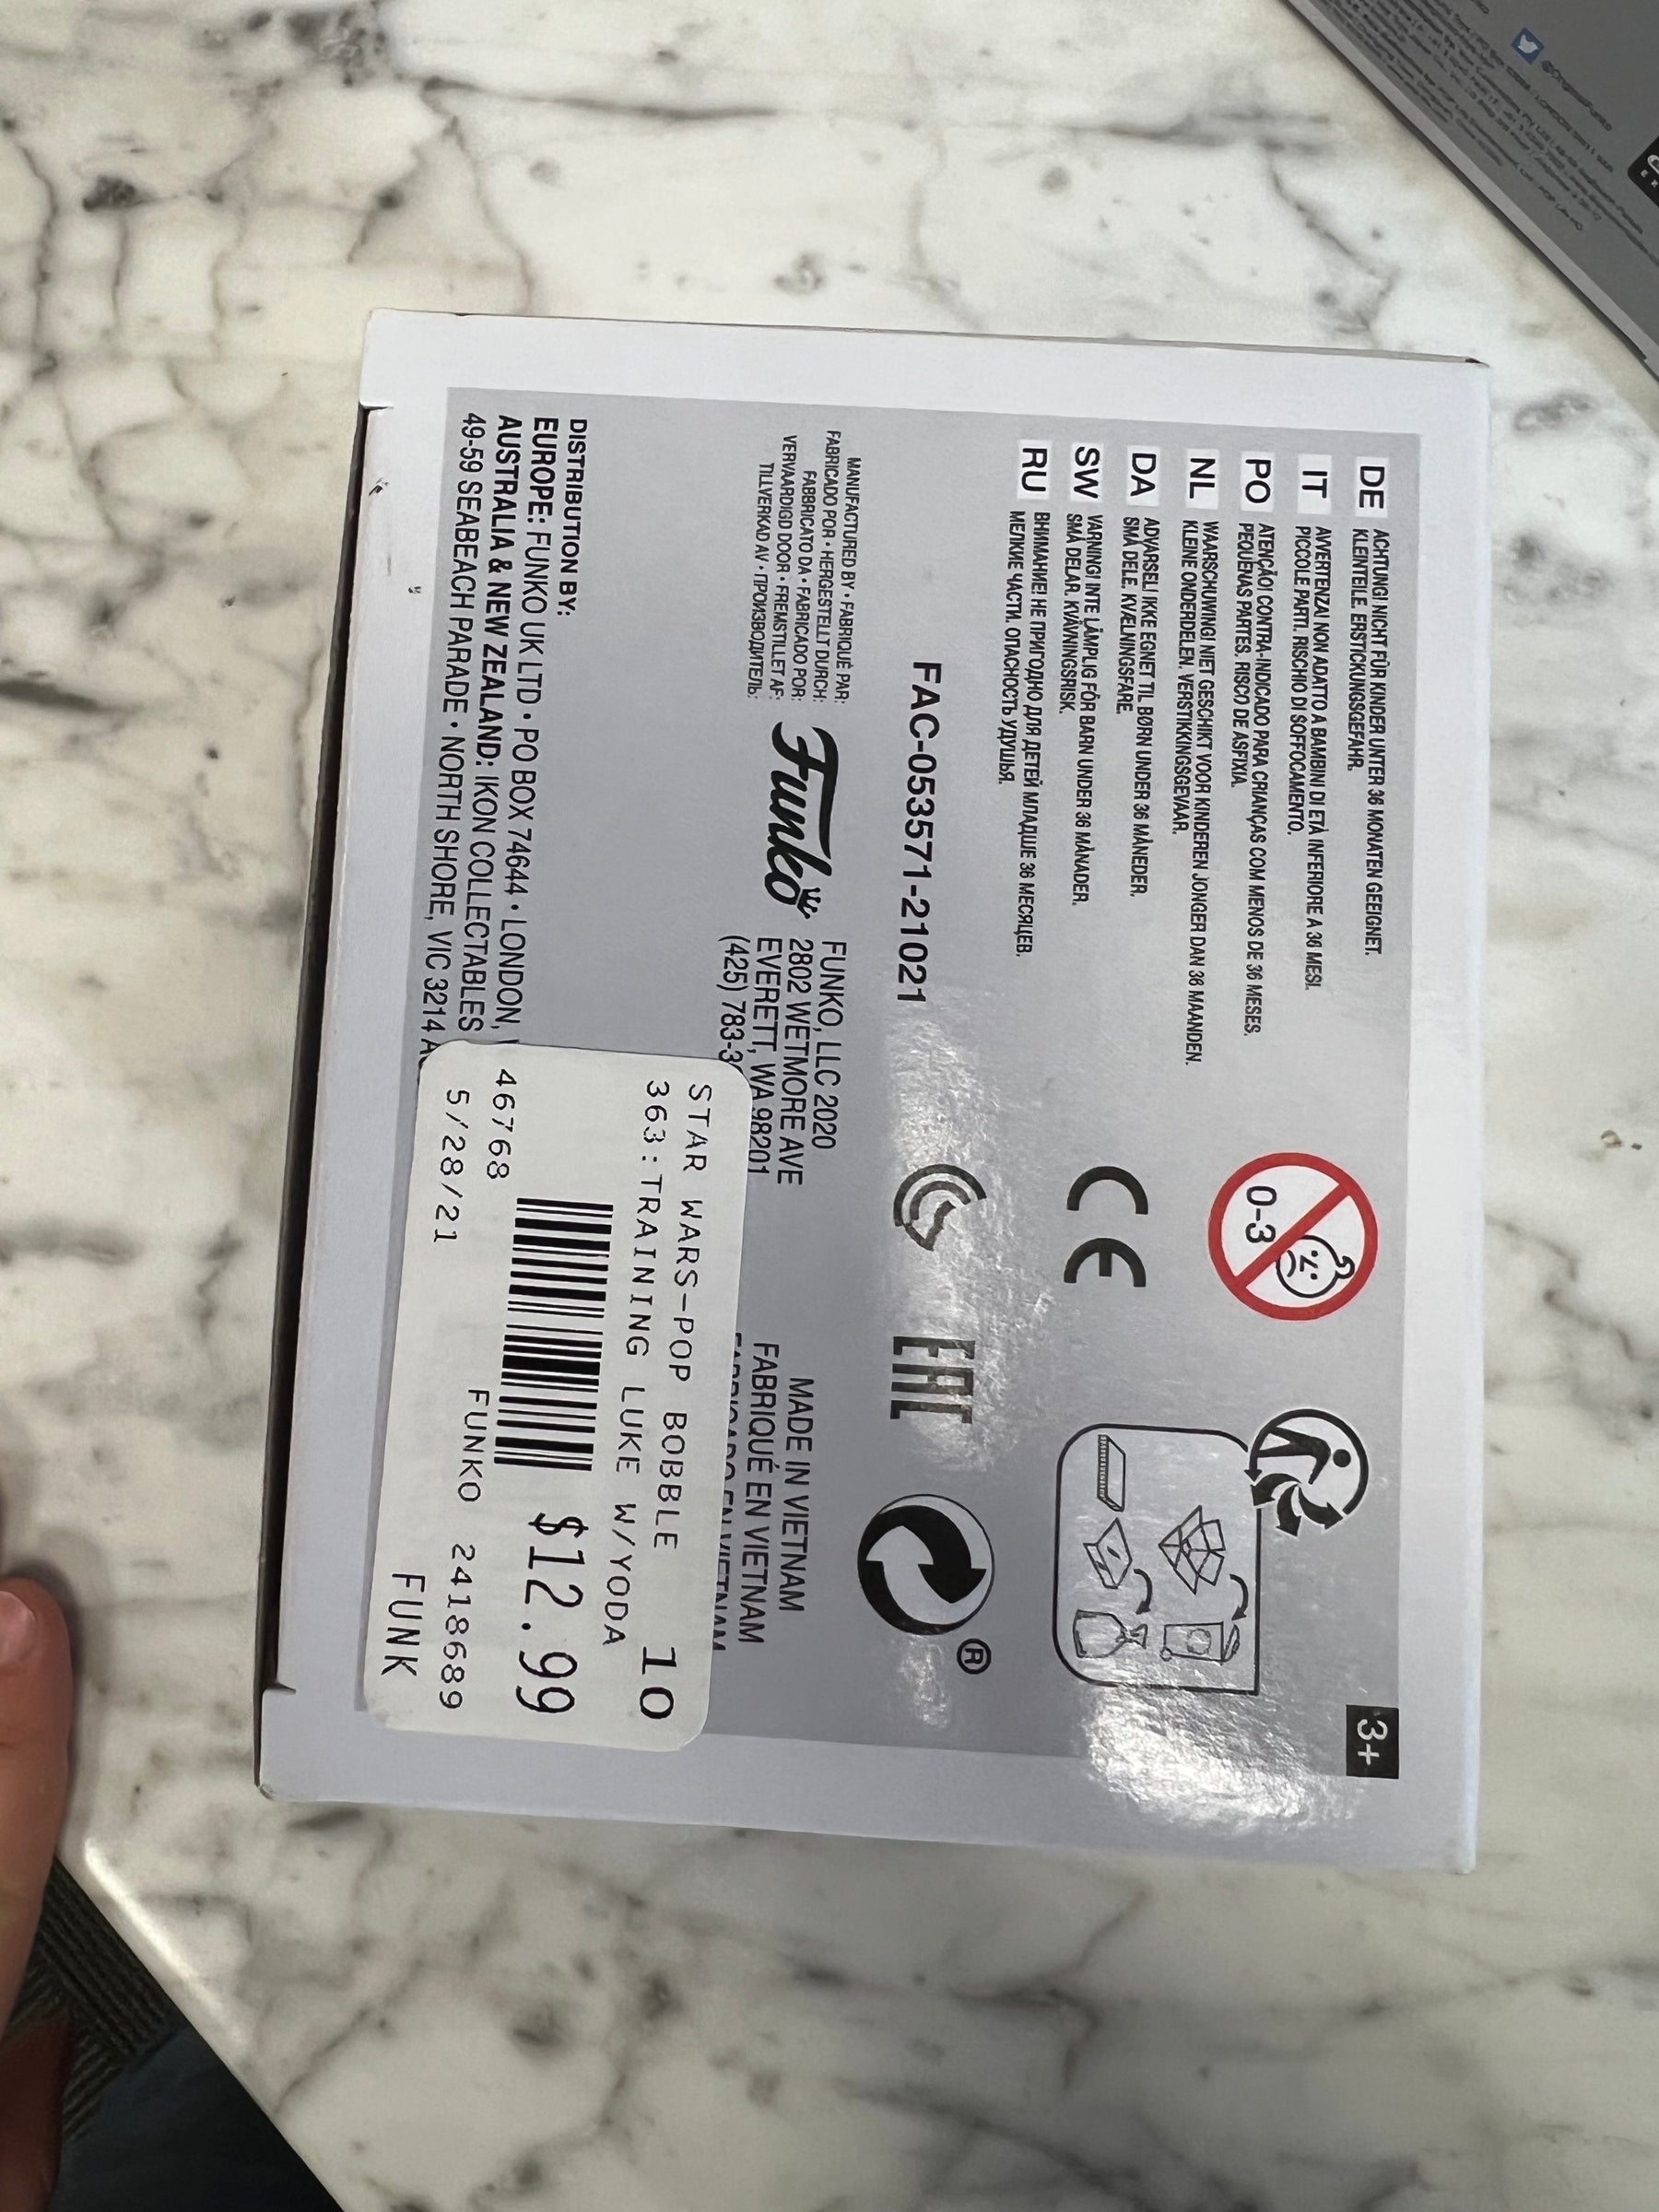 3+
DE ACHTUNG! NICHT FÜR KINDER UNTER 36 MONATEN GEEIGNET.
KLEINTEILE. ERSTICKUNGSGEFAHR.
IT AVVERTENZA! NON ADATTO A BAMBINI DI ETÀ INFERIORE A 36 MESI.
PICCOLE PARTI. RISCHIO DI SOFFOCAMENTO.
PO ATENÇÃO! CONTRA-INDICADO PARA CRIANÇAS COM MENOS DE 36 MESES.
PEQUENAS PARTES. RISCO DE ASFIXIA.
NL WAARSCHUWING! NIET GESCHIKT VOOR KINDEREN JONGER DAN 36 MAANDEN.
KLEINE ONDERDELEN. VERSTIKKINGSGEVAAR.
DA ADVARSEL! IKKE EGNET TIL BØRN UNDER 36 MÅNEDER.
SMÅ DELE. KVÆLNINGSFARE.
SW VARNING! INTE LÄMPLIG FÖR BARN UNDER 36 MÅNADER.
SMÅ DELAR. KVÄVNINGSRISK.
RU ВНИМАНИЕ! НЕ ПРИГОДНО ДЛЯ ДЕТЕЙ МЛАДШЕ 36 МЕСЯЦЕВ.
МЕЛКИЕ ЧАСТИ. ОПАСНОСТЬ УДУШЬЯ.
0-3
CE
FAC-053571-21021
EAC
®
MANUFACTURED BY • FABRIQUÉ PAR:
FABRICADO POR • HERGESTELLT DURCH:
FABBRICATO DA • FABRICADO POR:
VERVAARDIGD DOOR • FREMSTILLET AF:
TILLVERKAD AV • ПРОИЗВОДИТЕЛЬ:
Funko
FUNKO, LLC 2020
2802 WETMORE AVE
EVERETT, WA 98201
(425) 783-3
MADE IN VIETNAM
FABRIQUÉ EN VIETNAM
FABRICADO EN VIETNAM
DISTRIBUTION BY:
EUROPE: FUNKO UK LTD • PO BOX 74644 • LONDON,
AUSTRALIA & NEW ZEALAND: IKON COLLECTABLES
49-59 SEABEACH PARADE • NORTH SHORE, VIC 3214
STAR WARS-POP BOBBLE 10
363:TRAINING LUKE W/YODA
$12.99
46768
FUNKO 2418689
5/28/21
FUNK